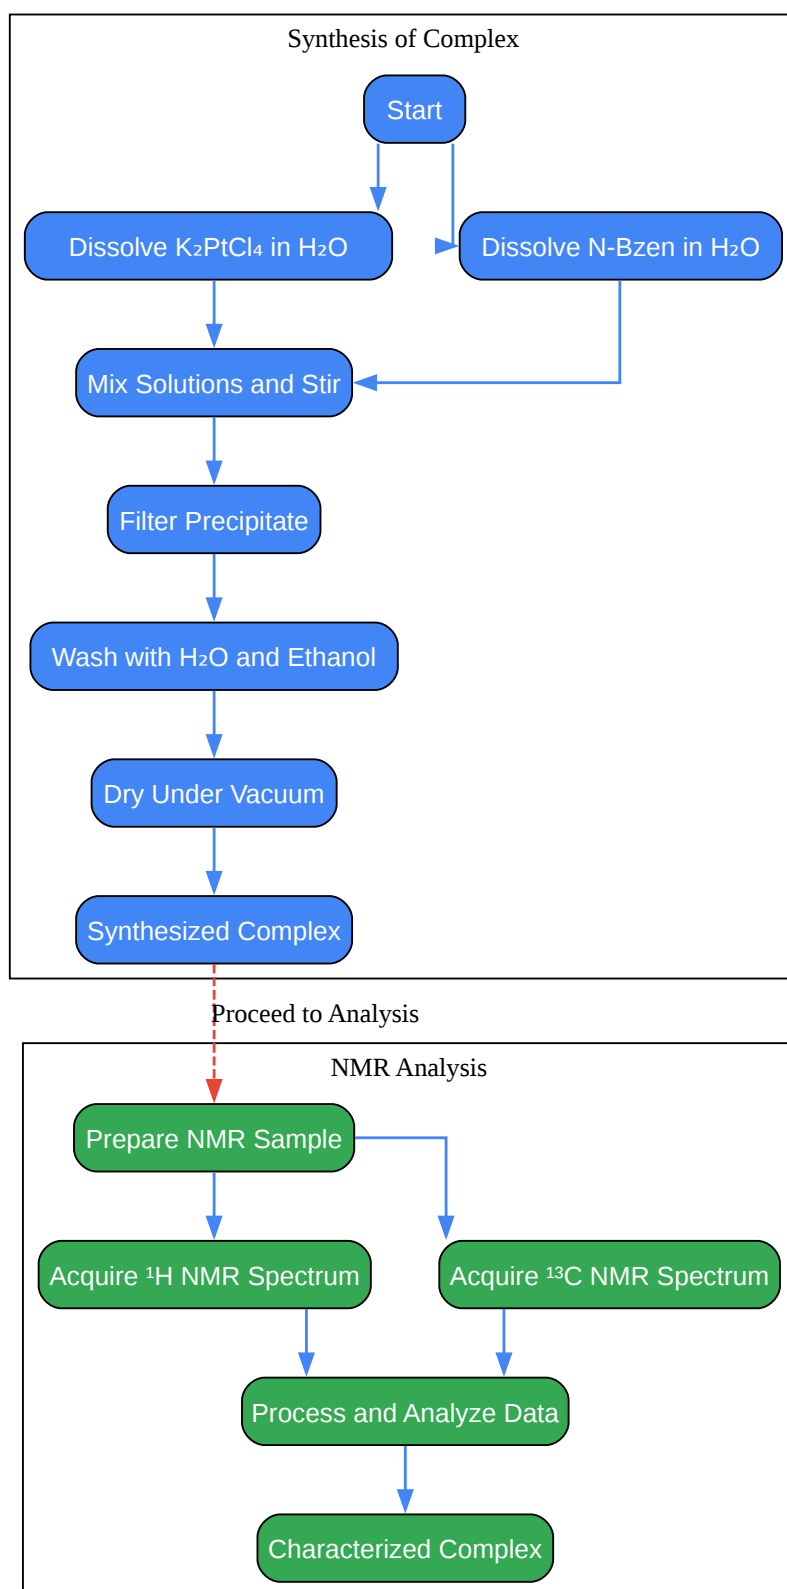 Synthesis of Complex
Start
Dissolve K₂PtCl₄ in H₂O
Dissolve N-Bzen in H₂O
Mix Solutions and Stir
Filter Precipitate
Wash with H₂O and Ethanol
Dry Under Vacuum
Synthesized Complex
Proceed to Analysis
NMR Analysis
Prepare NMR Sample
Acquire ¹H NMR Spectrum
Acquire ¹³C NMR Spectrum
Process and Analyze Data
Characterized Complex